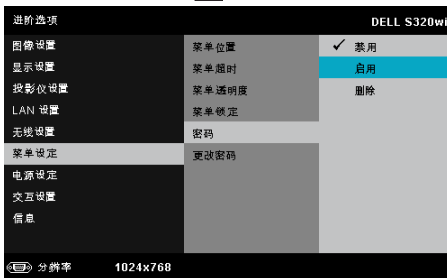 进阶选项
DELL S320wi
图像设置
显示设置
投影仪设置
LAN 设置
无线设置
菜单设定
电源设定
交互设置
信息
菜单位置
菜单超时
菜单透明度
菜单锁定
密码
更改密码
✓ 禁用
启用
删除
分辨率 1024x768